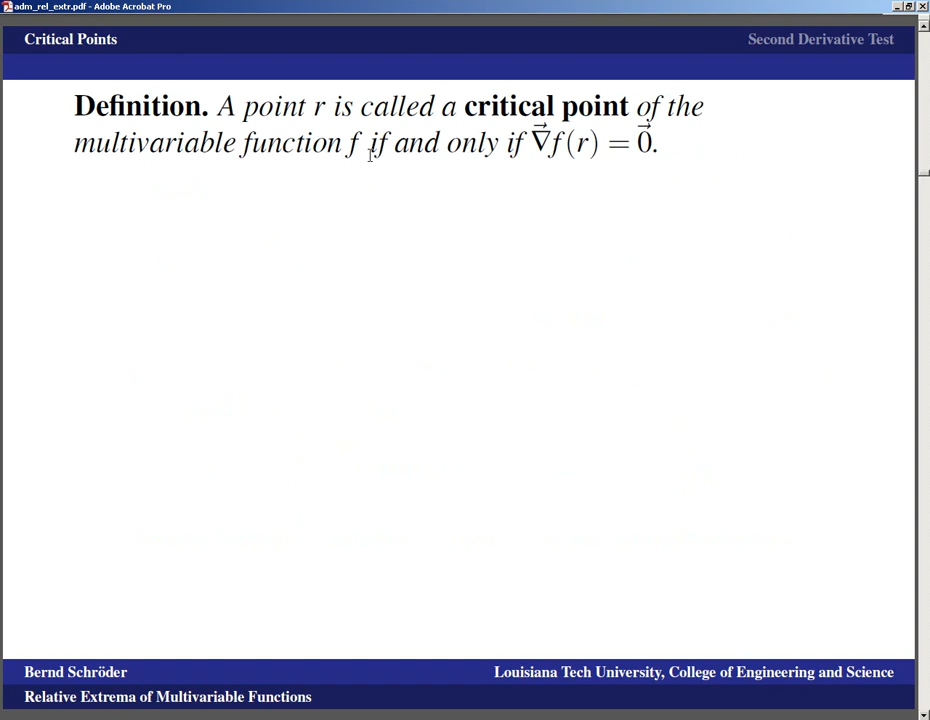 adm_rel_extr.pdf - Adobe Acrobat Pro
Critical Points
Second Derivative Test
Definition. A point r is called a critical point of the
multivariable function f if and only if ∇⃗f(r) = 0⃗.
Bernd Schröder
Louisiana Tech University, College of Engineering and Science
Relative Extrema of Multivariable Functions